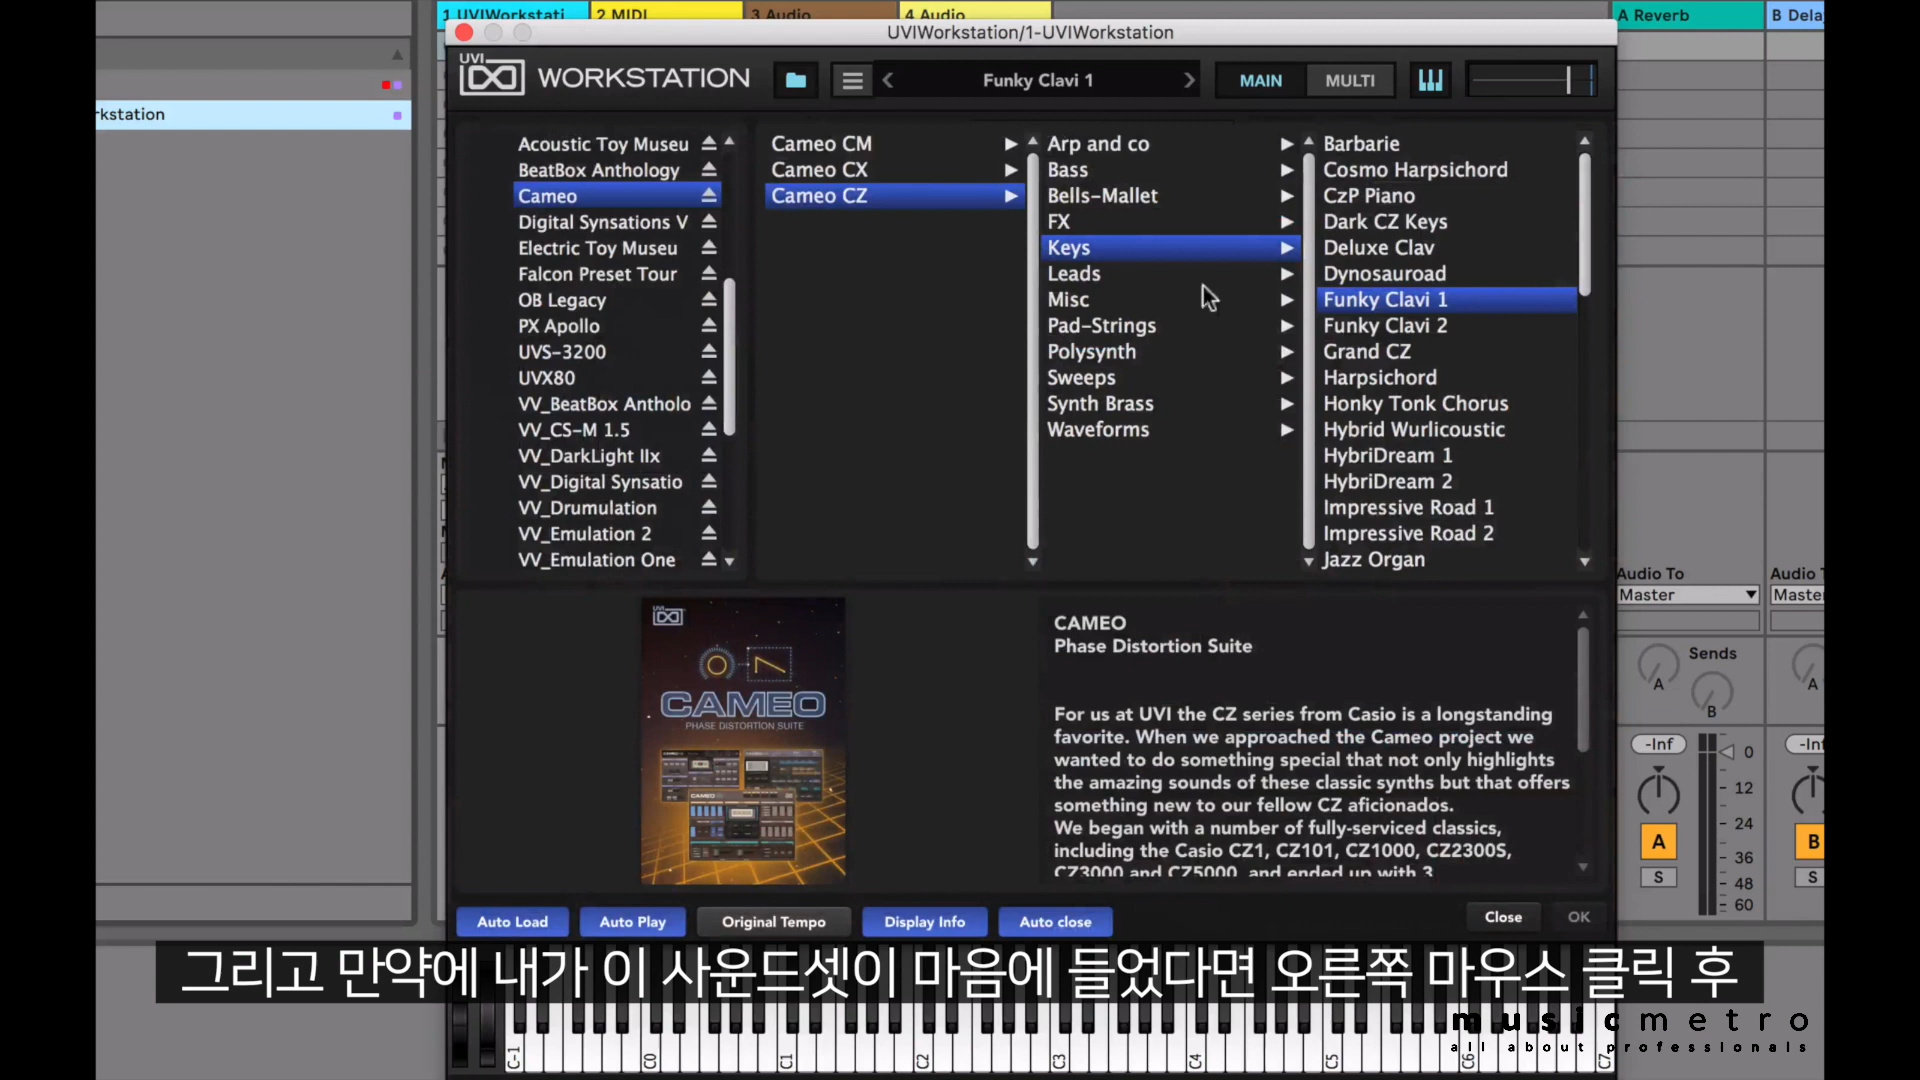 1 UVIWorkstati
2 MIDI
3 Audio
4 Audio
A Reverb
B Dela
UVIWorkstation/1-UVIWorkstation
UVI
WORKSTATION
Funky Clavi 1
MAIN
MULTI
rkstation
Acoustic Toy Museu
BeatBox Anthology
Cameo
Digital Synsations V
Electric Toy Museu
Falcon Preset Tour
OB Legacy
PX Apollo
UVS-3200
UVX80
VV_BeatBox Antholo
VV_CS-M 1.5
VV_DarkLight IIx
VV_Digital Synsatio
VV_Drumulation
VV_Emulation 2
VV_Emulation One
Cameo CM
Cameo CX
Cameo CZ
Arp and co
Bass
Bells-Mallet
FX
Keys
Leads
Misc
Pad-Strings
Polysynth
Sweeps
Synth Brass
Waveforms
Barbarie
Cosmo Harpsichord
CzP Piano
Dark CZ Keys
Deluxe Clav
Dynosauroad
Funky Clavi 1
Funky Clavi 2
Grand CZ
Harpsichord
Honky Tonk Chorus
Hybrid Wurlicoustic
HybriDream 1
HybriDream 2
Impressive Road 1
Impressive Road 2
Jazz Organ
Audio To
Master
Audio T
Maste
Sends
A
B
A
-Inf
-Inf
0
12
24
36
48
60
A
S
B
S
UVI
CAMEO
PHASE DISTORTION SUITE
CAMEO
Phase Distortion Suite
For us at UVI the CZ series from Casio is a longstanding
favorite. When we approached the Cameo project we
wanted to do something special that not only highlights
the amazing sounds of these classic synths but that offers
something new to our fellow CZ aficionados.
We began with a number of fully-serviced classics,
including the Casio CZ1, CZ101, CZ1000, CZ2300S,
CZ3000 and CZ5000, and ended up with 3
Auto Load
Auto Play
Original Tempo
Display Info
Auto close
Close
OK
그리고 만약에 내가 이 사운드셋이 마음에 들었다면 오른쪽 마우스 클릭 후
C-1
C0
C1
C2
C3
C4
C5
C6
C7
musicmetro
all about professionals